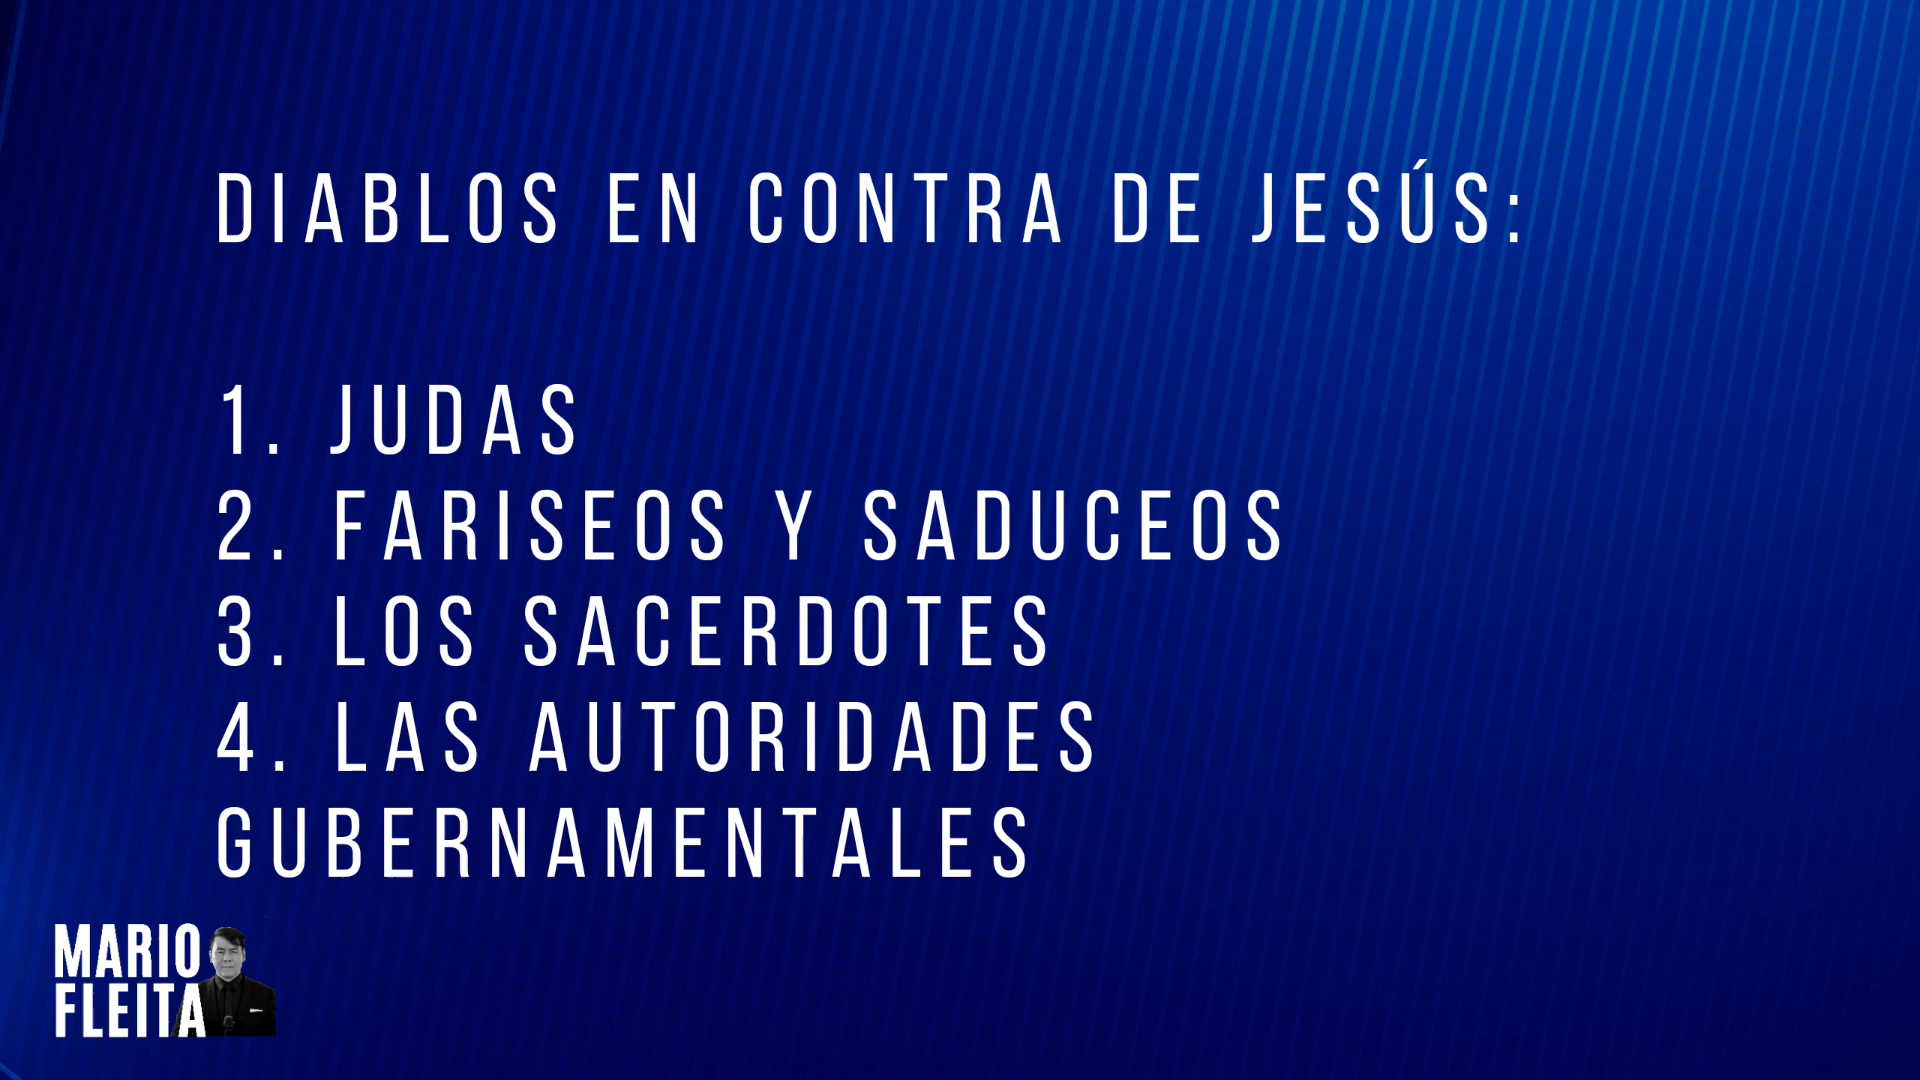 DIABLOS EN CONTRA DE JESÚS:
1. JUDAS
2. FARISEOS Y SADUCEOS
3. LOS SACERDOTES
4. LAS AUTORIDADES
GUBERNAMENTALES
MARIO
FLEITA